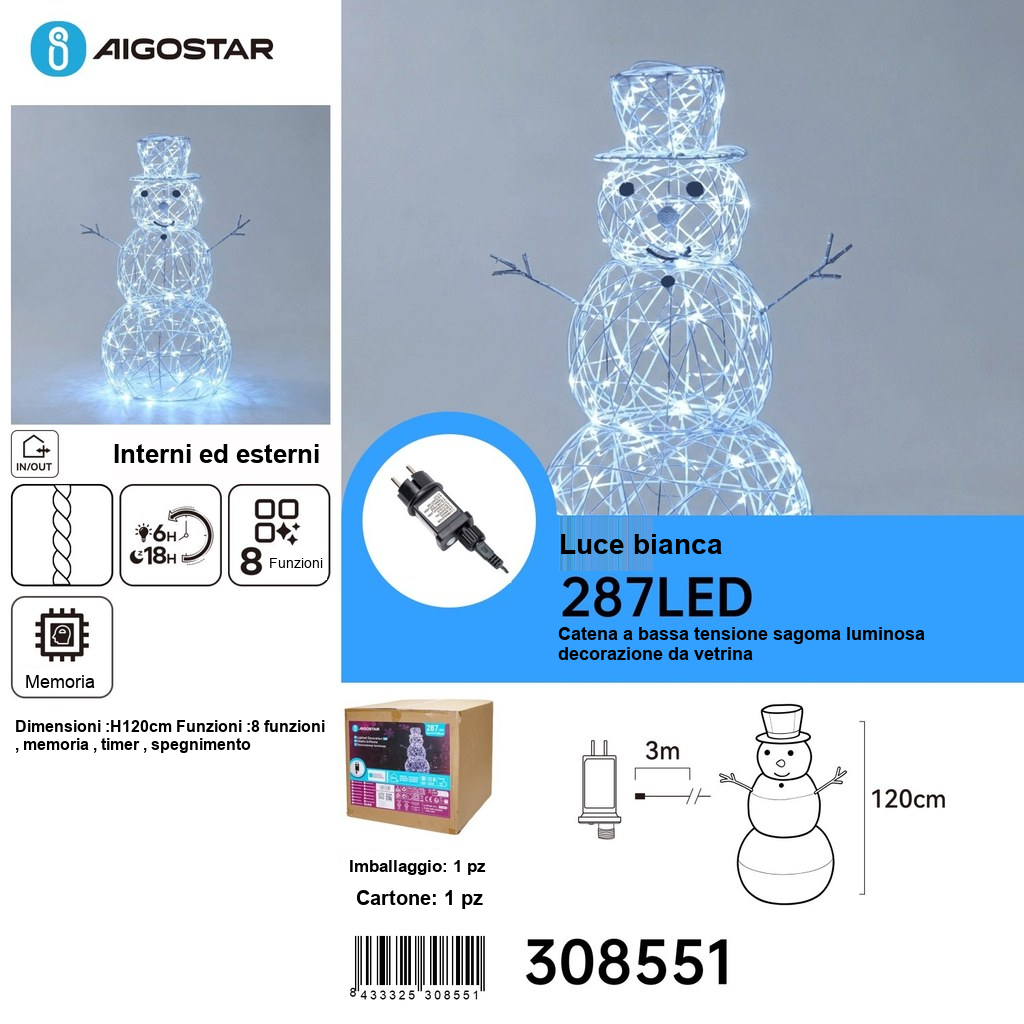 AIGOSTAR
IN/OUT
Interni ed esterni
6H
18H
8 Funzioni
Memoria
Dimensioni :H120cm Funzioni :8 funzioni
, memoria , timer , spegnimento
Luce bianca
287LED
Catena a bassa tensione sagoma luminosa
decorazione da vetrina
AIGOSTAR
287
3m
120cm
Imballaggio: 1 pz
Cartone: 1 pz
8 433325 308551
308551